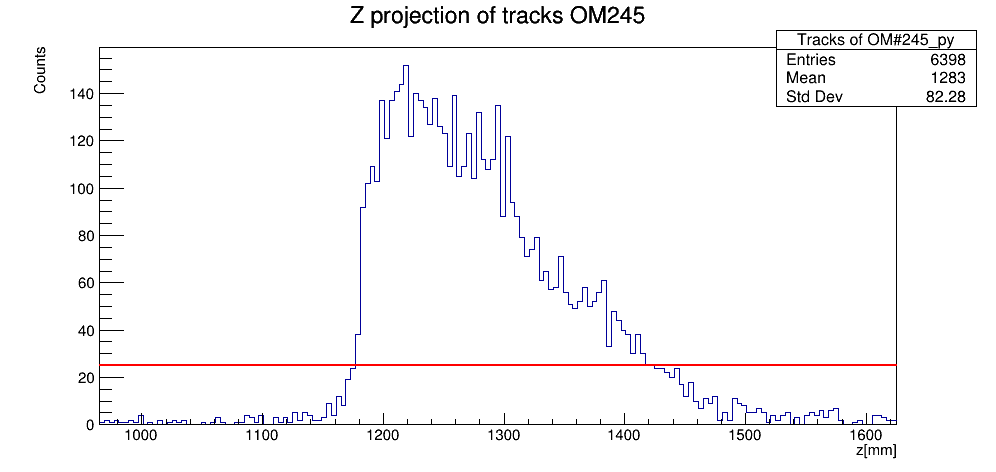 Z projection of tracks OM245
Counts
Tracks of OM#245_py
Entries 6398
Mean 1283
Std Dev 82.28
140
120
100
80
60
40
20
0
1000 1100 1200 1300 1400 1500 1600
z[mm]